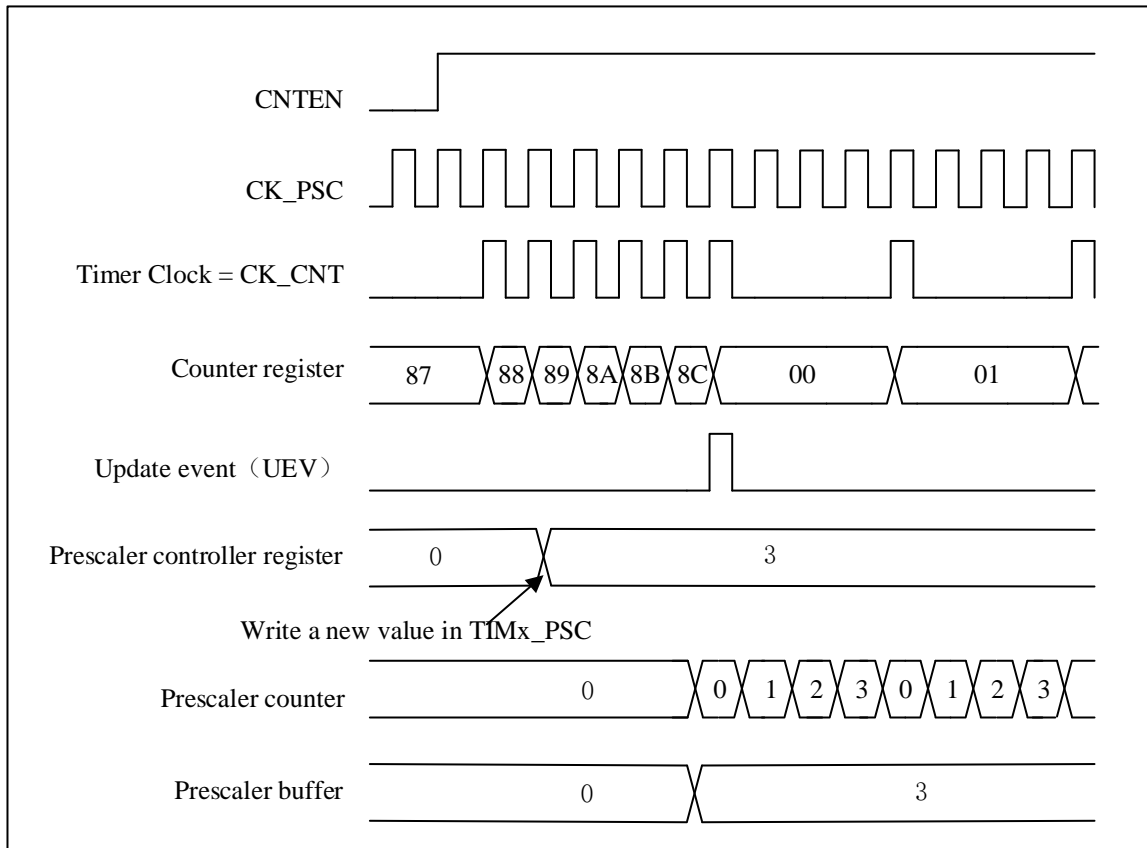 CNTEN
CK_PSC
Timer Clock = CK_CNT
Counter register
87 88 89 8A 8B 8C 00 01
Update event（UEV）
Prescaler controller register
0 3
Write a new value in TIMx_PSC
Prescaler counter
0 0 1 2 3 0 1 2 3
Prescaler buffer
0 3